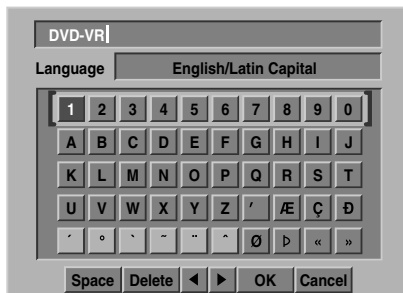 DVD-VR
Language English/Latin Capital
1 2 3 4 5 6 7 8 9 0
A B C D E F G H I J
K L M N O P Q R S T
U V W X Y Z ′ Æ Ç Ð
´ ° ` ~ ¨ ^ Ø Þ « »
Space Delete ◀ ▶ OK Cancel